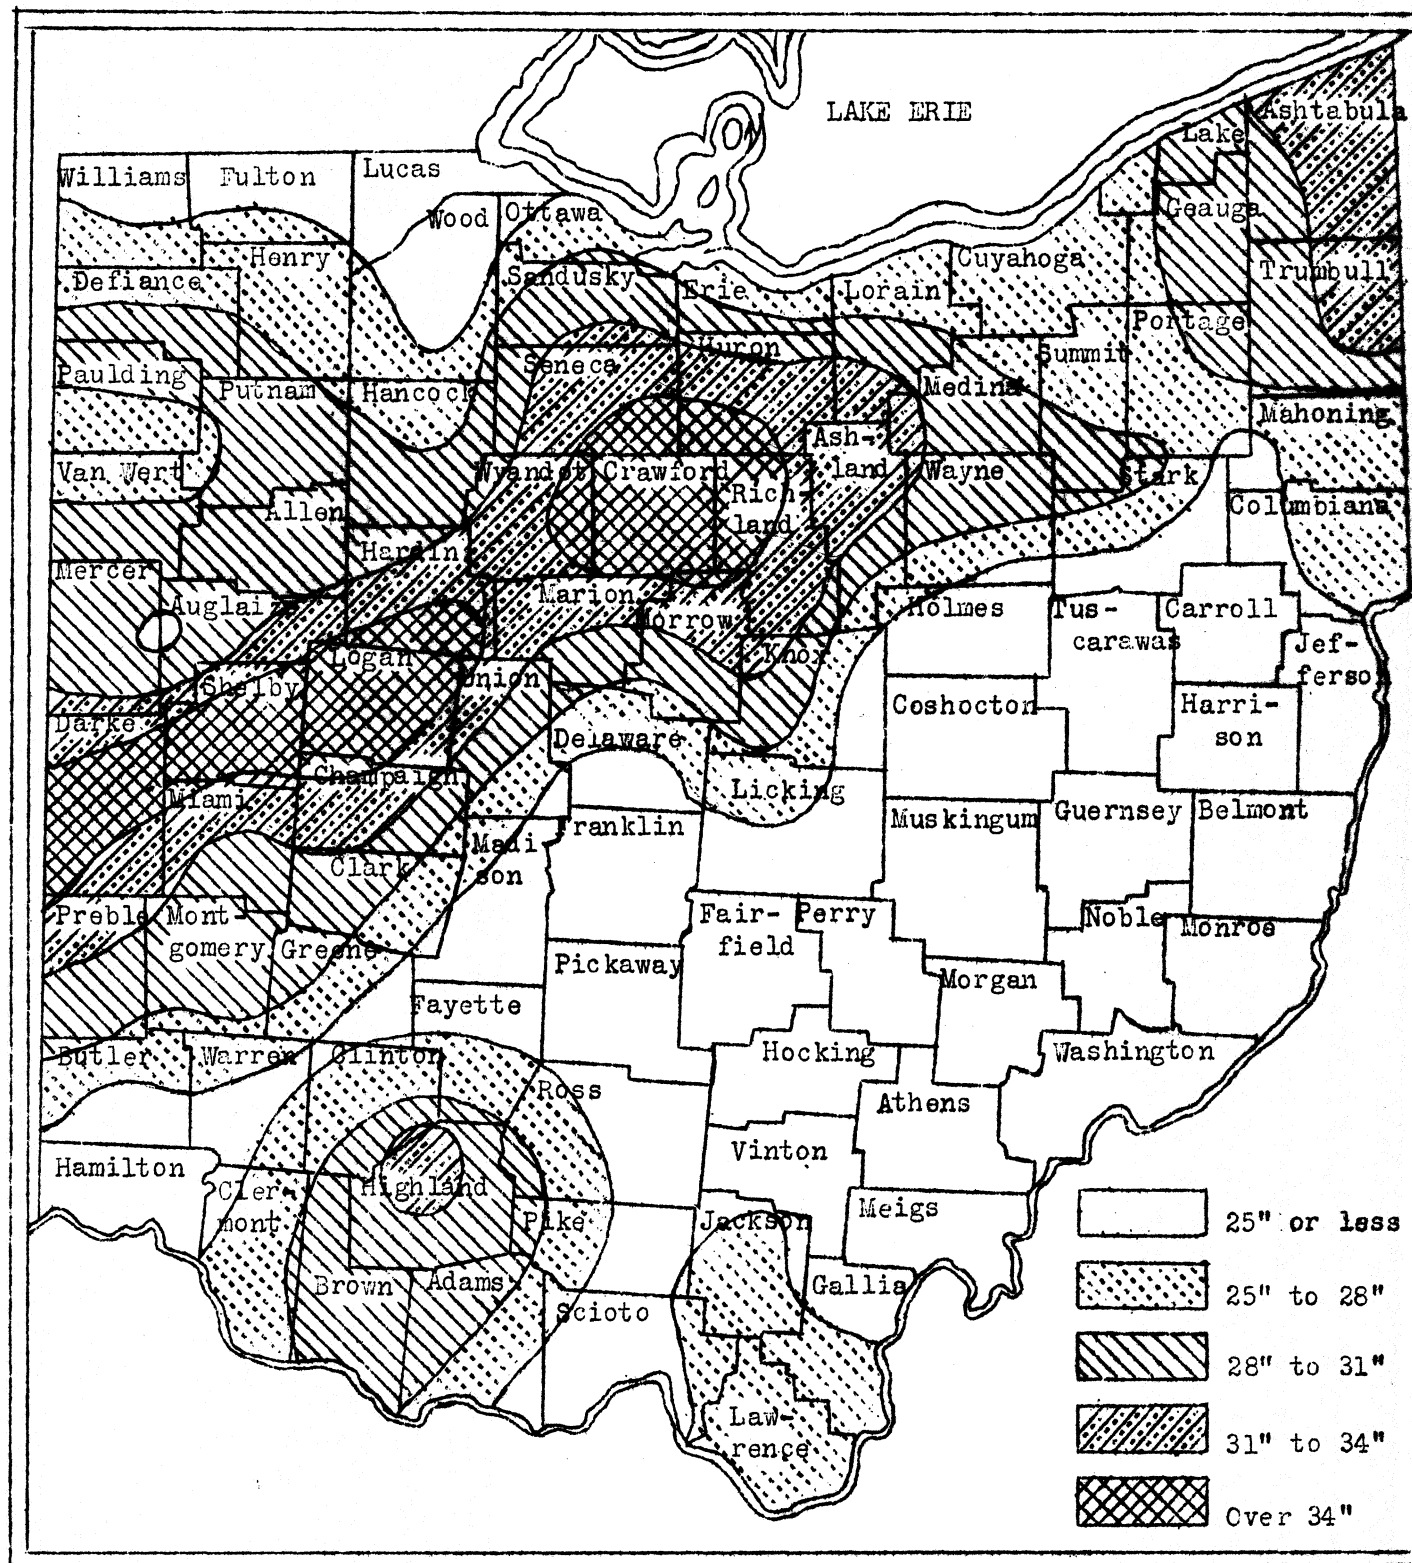 LAKE ERIE
Ashtabula
Lake
Williams
Fulton
Lucas
Wood
Ottawa
Geauga
Henry
Sandusky
Cuyahoga
Trumbull
Defiance
Erie
Lorain
Portage
Huron
Summit
Paulding
Putnam
Hancock
Seneca
Medina
Mahoning
Ash-
land
Van Wert
Wyandot
Crawford
Wayne
Stark
Rich-
land
Columbiana
Allen
Hardin
Mercer
Auglaize
Marion
Morrow
Holmes
Tus-
carawas
Carroll
Jef-
ferson
Logan
Knox
Shelby
Union
Coshocton
Harri-
son
Darke
Delaware
Champaign
Miami
Licking
Muskingum
Guernsey
Belmont
Franklin
Madi
son
Clark
Preble
Mont-
gomery
Greene
Fair-
field
Perry
Noble
Monroe
Pickaway
Morgan
Fayette
Butler
Warren
Clinton
Hocking
Washington
Ross
Athens
Vinton
Hamilton
Cler-
mont
Highland
Pike
Jackson
Meigs
25" or less
Brown
Adams
Scioto
Gallia
25" to 28"
28" to 31"
Law-
rence
31" to 34"
Over 34"